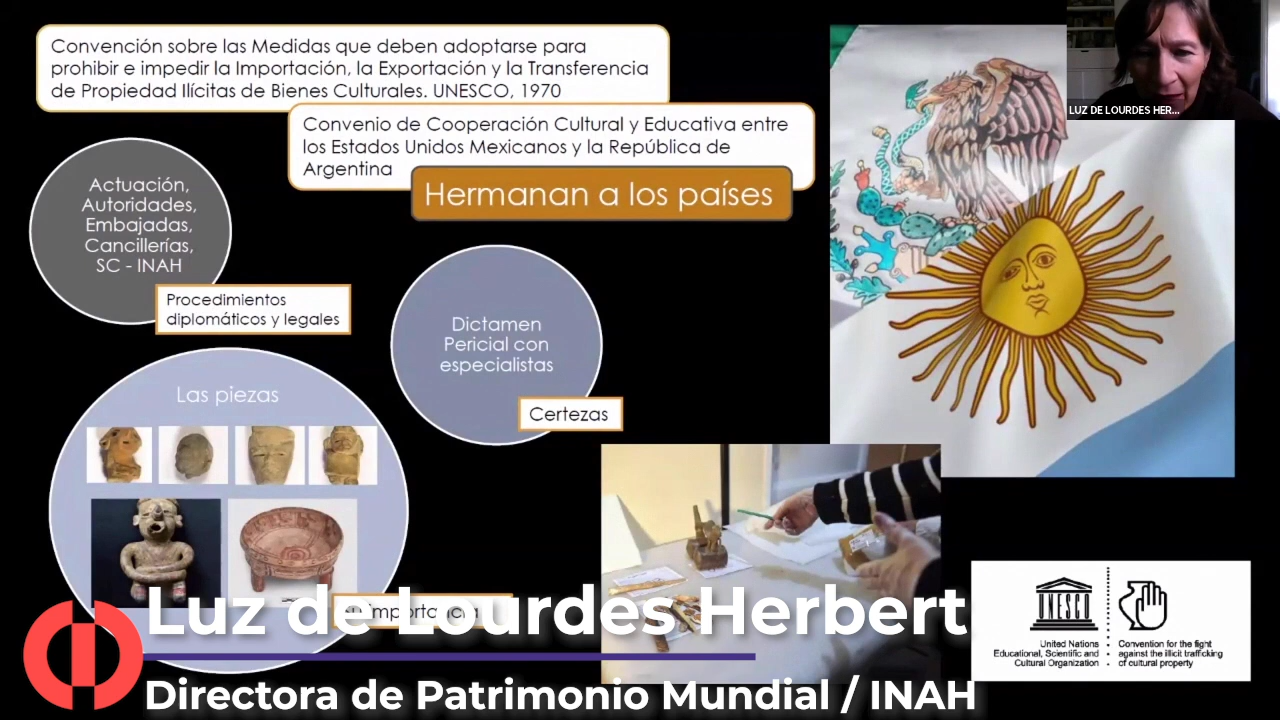 Convención sobre las Medidas que deben adoptarse para
prohibir e impedir la Importación, la Exportación y la Transferencia
de Propiedad Ilícitas de Bienes Culturales. UNESCO, 1970
LUZ DE LOURDES HER...
Convenio de Cooperación Cultural y Educativa entre
los Estados Unidos Mexicanos y la República de
Argentina
Hermanan a los países
Actuación,
Autoridades,
Embajadas,
Cancillerías,
SC - INAH
Procedimientos
diplomáticos y legales
Dictamen
Pericial con
especialistas
Certezas
Las piezas
Importancia
Luz de Lourdes Herbert
Directora de Patrimonio Mundial / INAH
UNESCO
United Nations
Educational, Scientific and
Cultural Organization
Convention for the fight
against the illicit trafficking
of cultural property